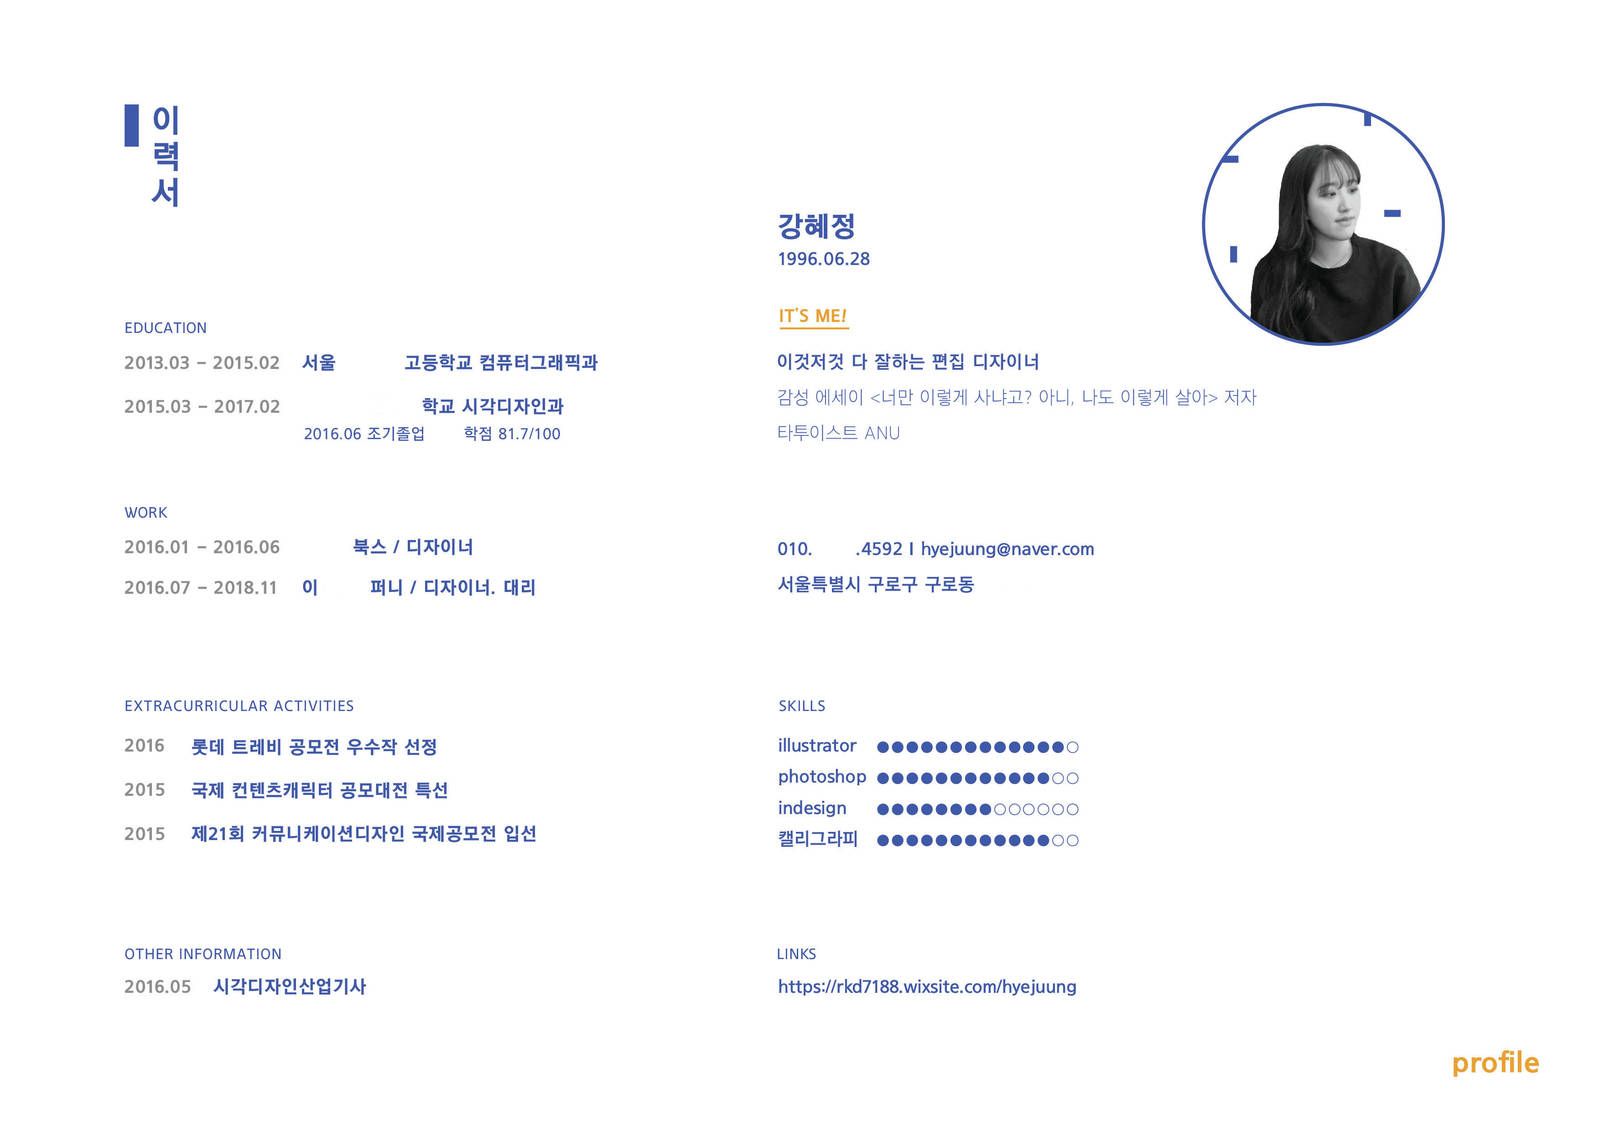 이력서
강혜정
1996.06.28
IT'S ME!
이것저것 다 잘하는 편집 디자이너
감성 에세이 <너만 이렇게 사냐고? 아니, 나도 이렇게 살아> 저자
타투이스트 ANU
010. .4592 I hyejuung@naver.com
서울특별시 구로구 구로동
EDUCATION
2013.03 - 2015.02 서울 고등학교 컴퓨터그래픽과
2015.03 - 2017.02 학교 시각디자인과
2016.06 조기졸업 학점 81.7/100
WORK
2016.01 - 2016.06 북스 / 디자이너
2016.07 - 2018.11 이 퍼니 / 디자이너. 대리
EXTRACURRICULAR ACTIVITIES
2016 롯데 트레비 공모전 우수작 선정
2015 국제 컨텐츠캐릭터 공모대전 특선
2015 제21회 커뮤니케이션디자인 국제공모전 입선
SKILLS
illustrator ●●●●●●●●●●●●●○
photoshop ●●●●●●●●●●●●○○
indesign ●●●●●●●●○○○○○○
캘리그라피 ●●●●●●●●●●●●○○
OTHER INFORMATION
2016.05 시각디자인산업기사
LINKS
https://rkd7188.wixsite.com/hyejuung
profile